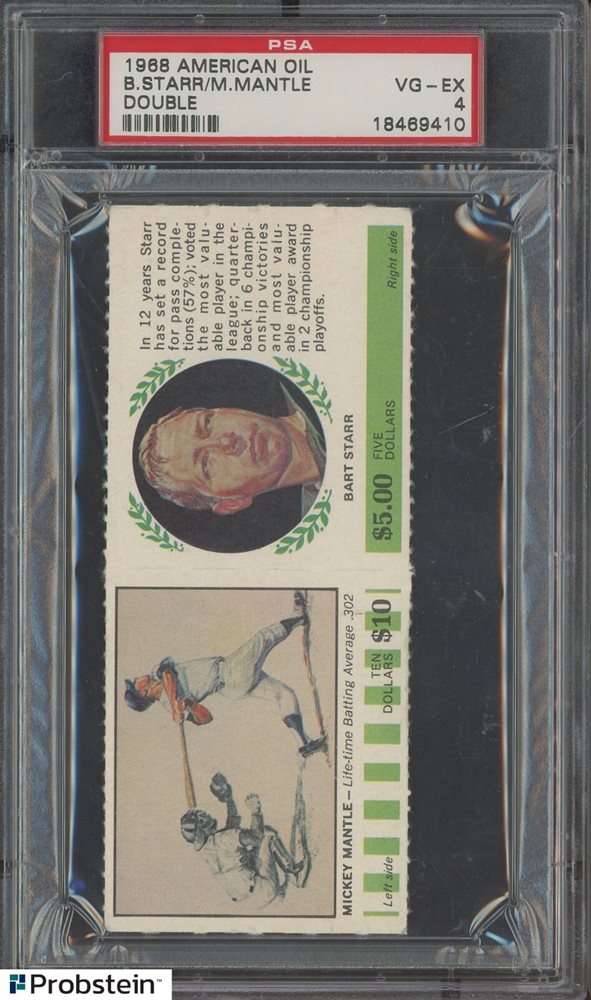 PSA
1968 AMERICAN OIL
B.STARR/M.MANTLE
DOUBLE
VG-EX
4
18469410
In 12 years Starr
has set a record
for pass comple-
tions (57%); voted
the most valu-
able player in the
league; quarter-
back in 6 champi-
onship victories
and most valu-
able player award
in 2 championship
playoffs.
BART STARR
$5.00 FIVE DOLLARS
Right side
MICKEY MANTLE — Life-time Batting Average .302
Left side
TEN DOLLARS $10
Probstein™